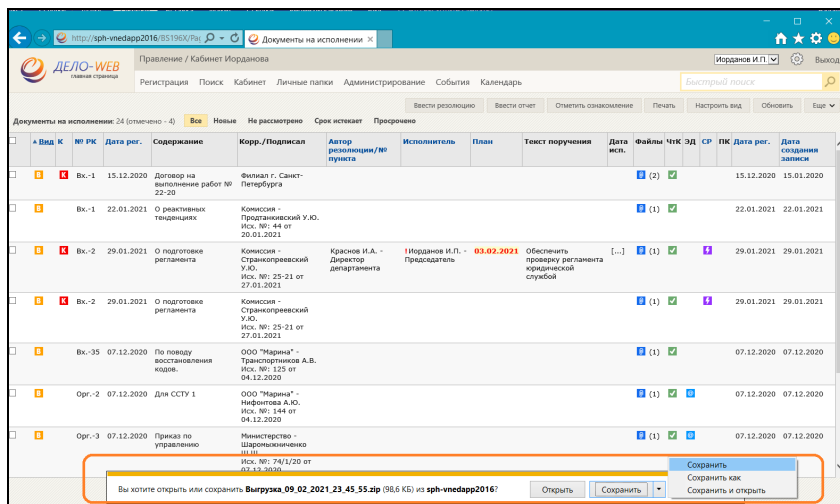 http://sph-vnedapp2016/BS196X/Pag
Документы на исполнении
ДЕЛО-WEB
главная страница
Правление / Кабинет Иорданова
Иорданов И.П.
Выход
Регистрация Поиск Кабинет Личные папки Администрирование События Календарь
Быстрый поиск
Ввести резолюцию Ввести отчет Отметить ознакомление Печать Настроить вид Обновить Еще
Документы на исполнении: 24 (отмечено - 4) Все Новые Не рассмотрено Срок истекает Просрочено
Вид К № РК Дата рег. Содержание Корр./Подписал Автор резолюции/№ пункта Исполнитель План Текст поручения Дата исп. Файлы ЧтК ЭД СР ПК Дата рег. Дата создания записи
В К Вх.-1 15.12.2020 Договор на выполнение работ № 22-20 Филиал г. Санкт-Петербурга (2) 15.12.2020 15.01.2020
В Вх.-1 22.01.2021 О реактивных тенденциях Комиссия - Продтанкивский У.Ю. Исх. №: 44 от 20.01.2021 (1) 22.01.2021 22.01.2021
В К Вх.-2 29.01.2021 О подготовке регламента Комиссия - Странкопреевский У.Ю. Исх. №: 25-21 от 27.01.2021 Краснов И.А. - Директор департамента !Иорданов И.П. - Председатель 03.02.2021 Обеспечить проверку регламента юридической службой [...] (1) 29.01.2021 29.01.2021
В К Вх.-2 29.01.2021 О подготовке регламента Комиссия - Странкопреевский У.Ю. Исх. №: 25-21 от 27.01.2021 (1) 29.01.2021 29.01.2021
В Вх.-35 07.12.2020 По поводу восстановления кодов. ООО "Марина" - Транспортников А.В. Исх. №: 125 от 04.12.2020 (1) 07.12.2020 07.12.2020
В Орг.-2 07.12.2020 Для ССТУ 1 ООО "Марина" - Нифонтова А.Ю. Исх. №: 144 от 04.12.2020 (1) 07.12.2020 07.12.2020
В Орг.-3 07.12.2020 Приказ по управлению Министерство - Шаромыжниченко Ш.Ш. Исх. №: 74/1/20 от 07.12.2020 (1) 07.12.2020 07.12.2020
Сохранить
Сохранить как
Сохранить и открыть
Вы хотите открыть или сохранить Выгрузка_09_02_2021_23_45_55.zip (98,6 КБ) из sph-vnedapp2016? Открыть Сохранить